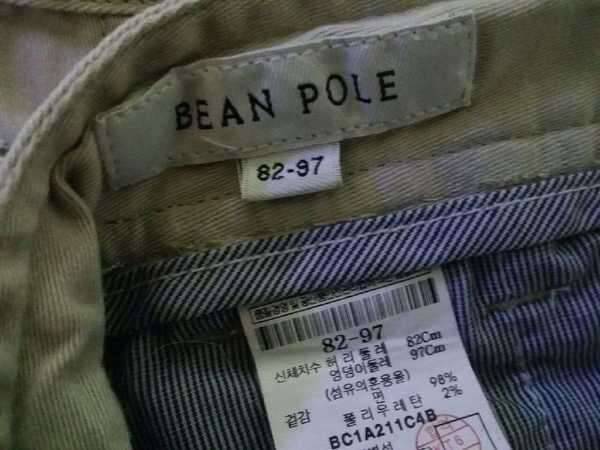 BEAN POLE
82-97
82-97
신체치수 허리둘레 82Cm
엉덩이둘레 97Cm
(섬유의혼용율)
겉감 면 98%
폴리우레탄 2%
BC1A211C4B